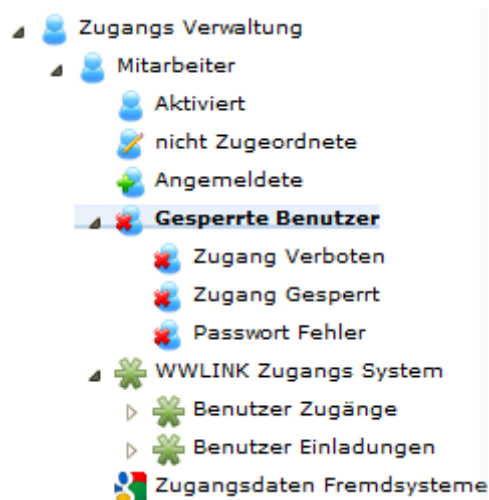 Zugangs Verwaltung
Mitarbeiter
Aktiviert
nicht Zugeordnete
Angemeldete
Gesperrte Benutzer
Zugang Verboten
Zugang Gesperrt
Passwort Fehler
WWLINK Zugangs System
Benutzer Zugänge
Benutzer Einladungen
Zugangsdaten Fremdsysteme